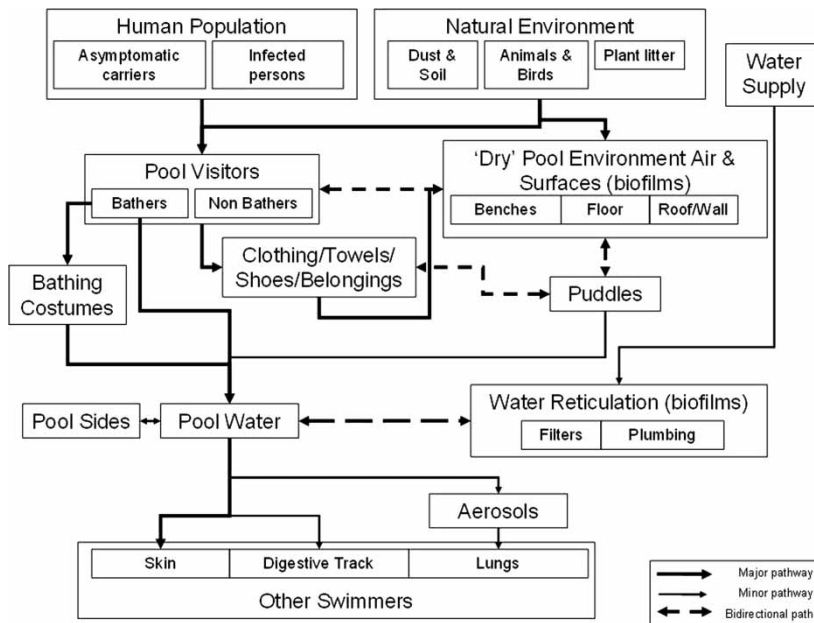 Human Population
Asymptomatic
carriers
Infected
persons
Natural Environment
Dust &
Soil
Animals &
Birds
Plant litter
Water
Supply
Pool Visitors
Bathers
Non Bathers
'Dry' Pool Environment Air &
Surfaces (biofilms)
Benches
Floor
Roof/Wall
Clothing/Towels/
Shoes/Belongings
Bathing
Costumes
Puddles
Pool Sides
Pool Water
Water Reticulation (biofilms)
Filters
Plumbing
Aerosols
Skin
Digestive Track
Lungs
Other Swimmers
Major pathway
Minor pathway
Bidirectional path